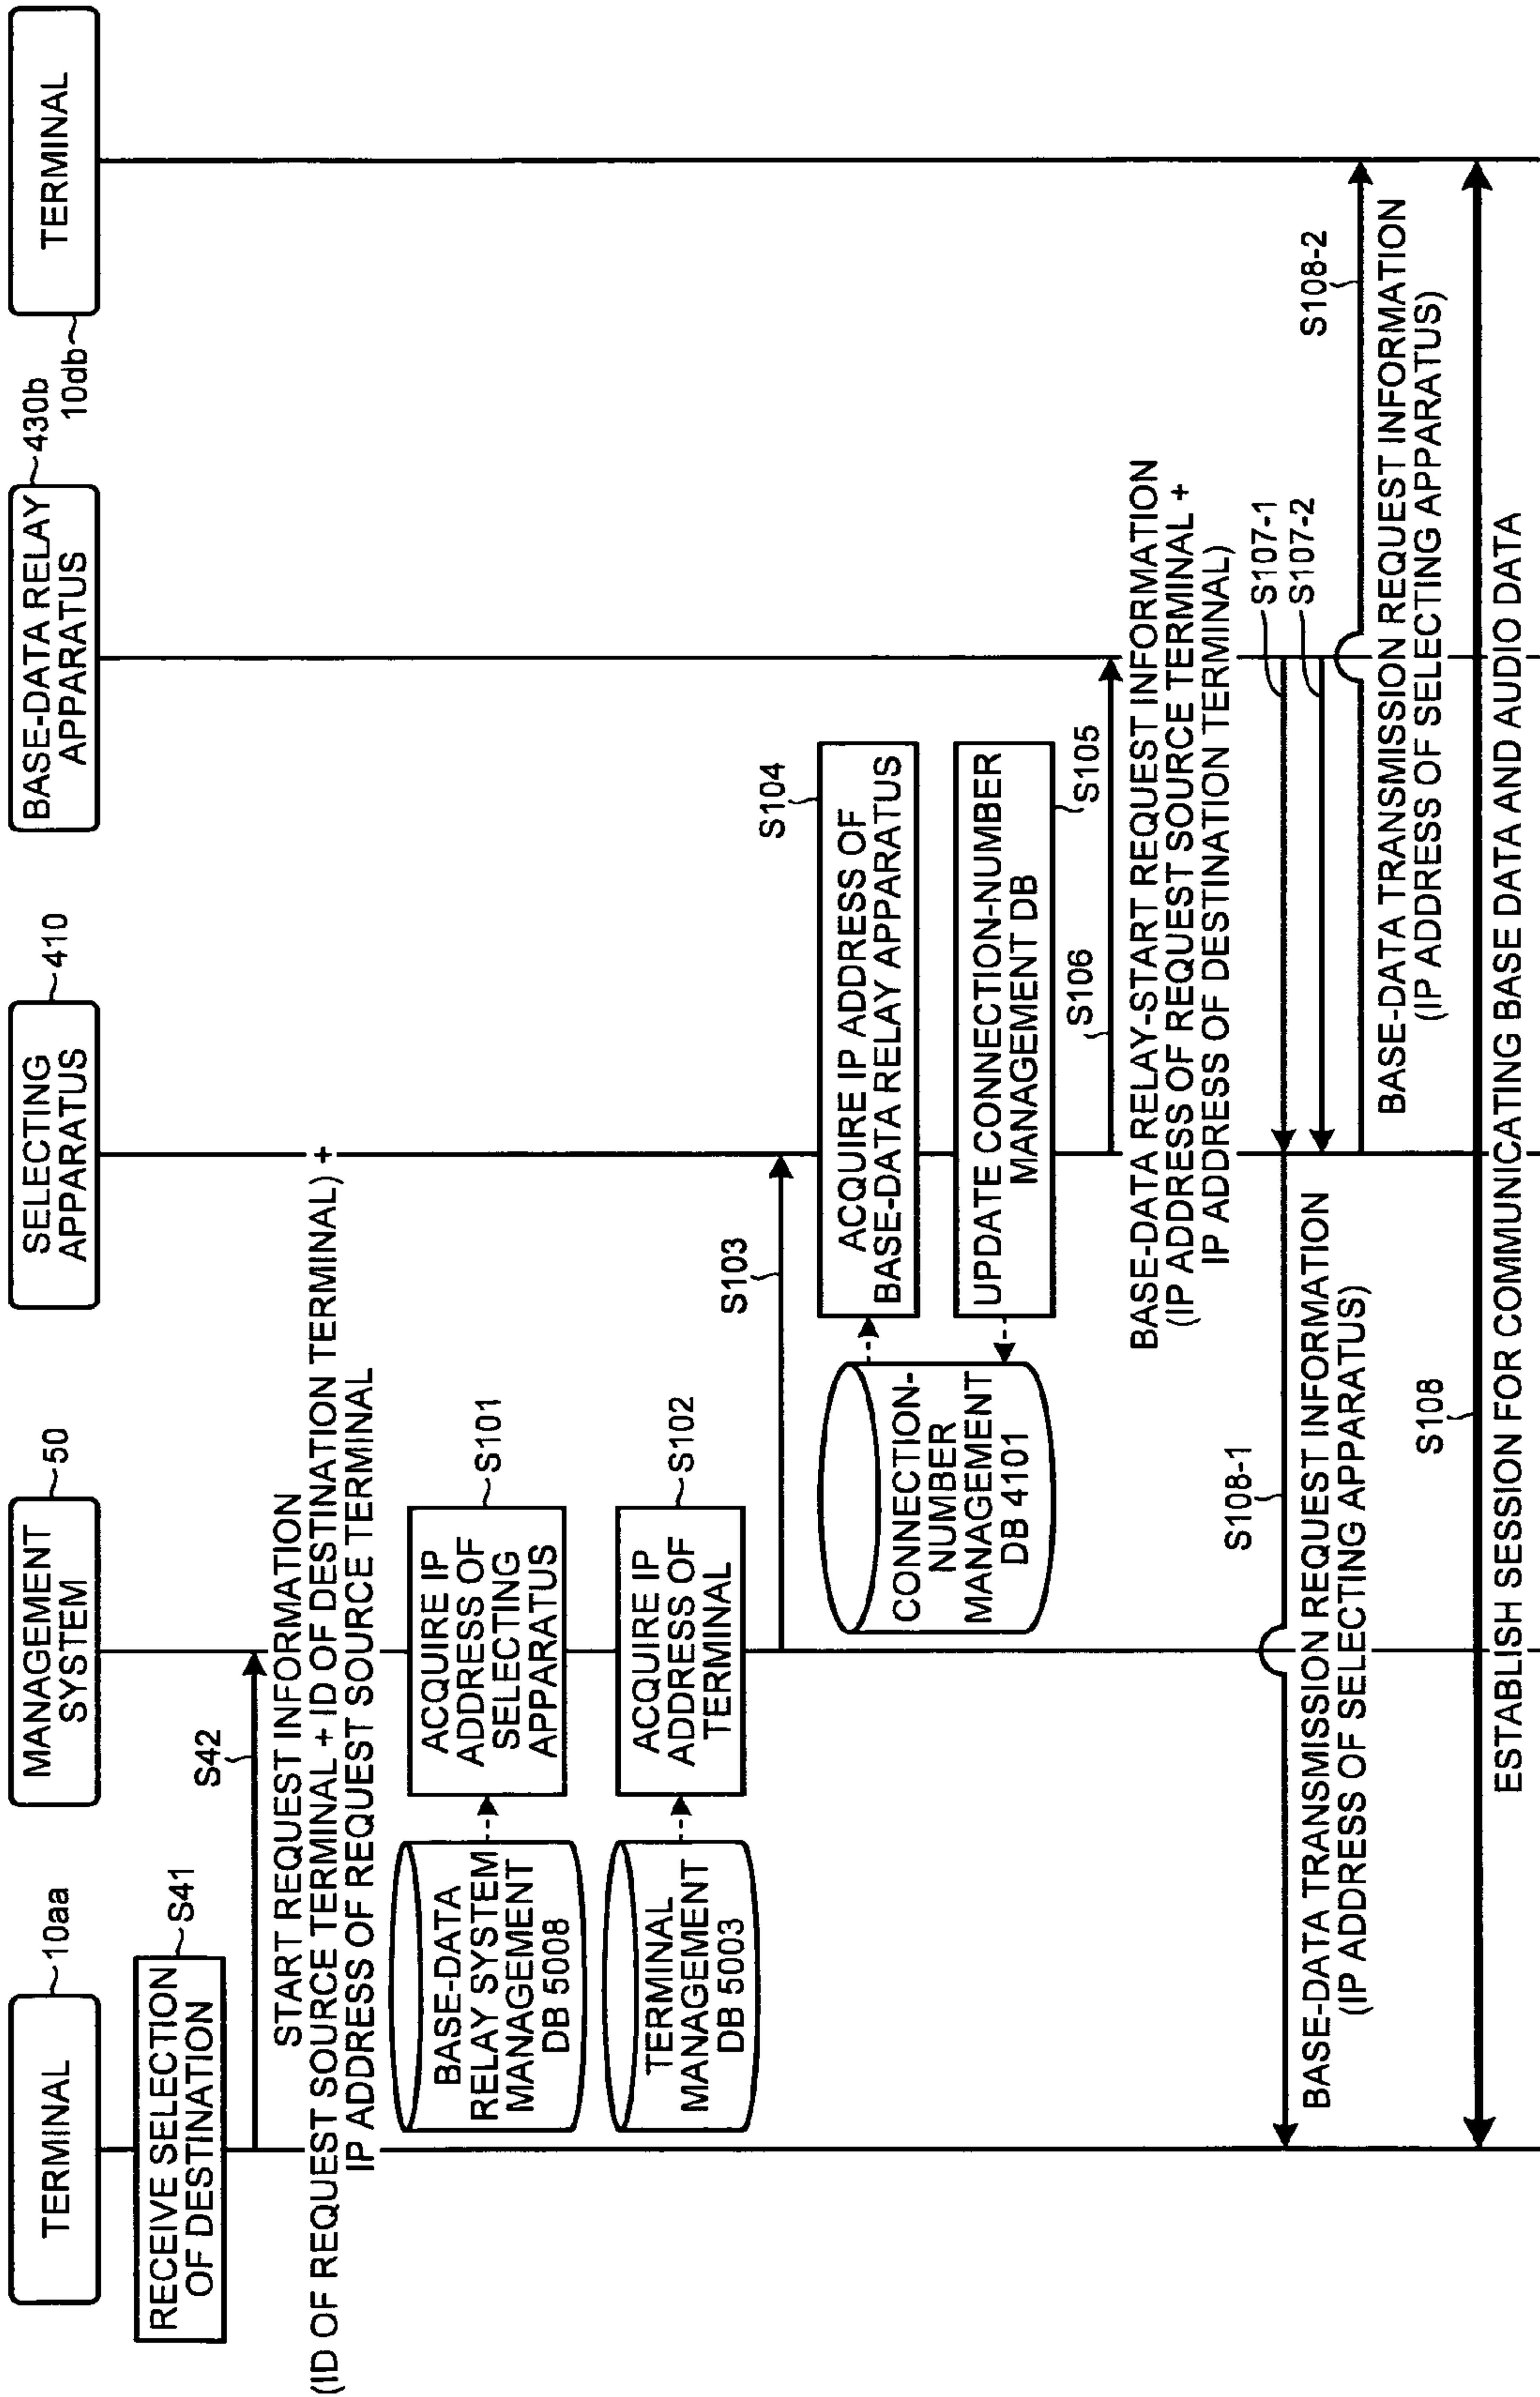 TERMINAL
10aa
MANAGEMENT
SYSTEM
50
SELECTING
APPARATUS
410
BASE-DATA RELAY
APPARATUS
430b
TERMINAL
10db
RECEIVE SELECTION
OF DESTINATION
S41
S42
START REQUEST INFORMATION
(ID OF REQUEST SOURCE TERMINAL + ID OF DESTINATION TERMINAL) +
IP ADDRESS OF REQUEST SOURCE TERMINAL
BASE-DATA
RELAY SYSTEM
MANAGEMENT
DB 5008
ACQUIRE IP
ADDRESS OF
SELECTING
APPARATUS
S101
TERMINAL
MANAGEMENT
DB 5003
ACQUIRE IP
ADDRESS OF
TERMINAL
S102
S103
CONNECTION-
NUMBER
MANAGEMENT
DB 4101
ACQUIRE IP ADDRESS OF
BASE-DATA RELAY APPARATUS
S104
UPDATE CONNECTION-NUMBER
MANAGEMENT DB
S105
S106
BASE-DATA RELAY-START REQUEST INFORMATION
(IP ADDRESS OF REQUEST SOURCE TERMINAL +
IP ADDRESS OF DESTINATION TERMINAL)
S107-1
S107-2
S108-1
BASE-DATA TRANSMISSION REQUEST INFORMATION
(IP ADDRESS OF SELECTING APPARATUS)
S108-2
BASE-DATA TRANSMISSION REQUEST INFORMATION
(IP ADDRESS OF SELECTING APPARATUS)
S108
ESTABLISH SESSION FOR COMMUNICATING BASE DATA AND AUDIO DATA